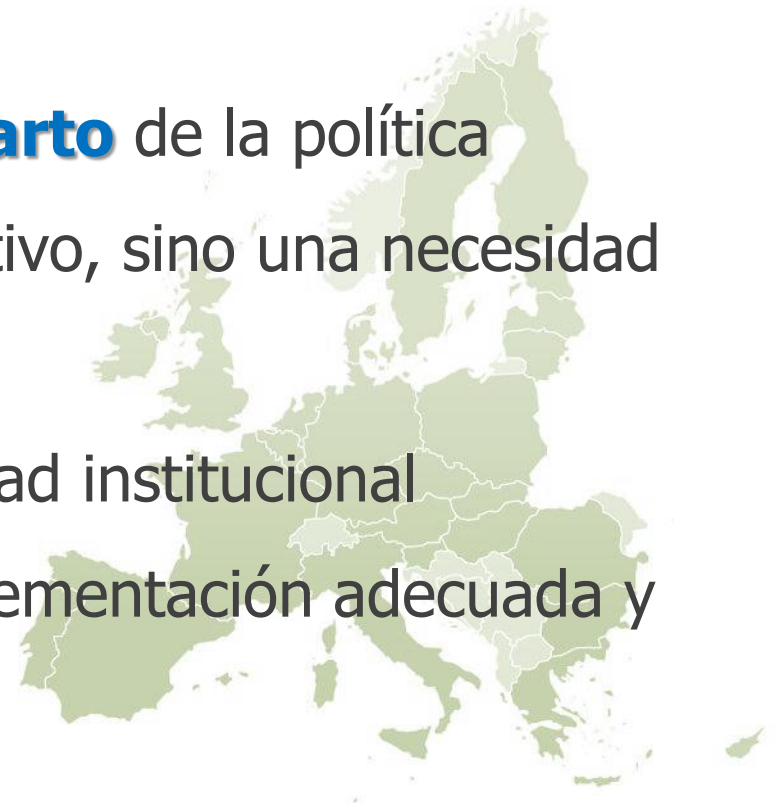 arto de la política
tivo, sino una necesidad
ad institucional
ementación adecuada y